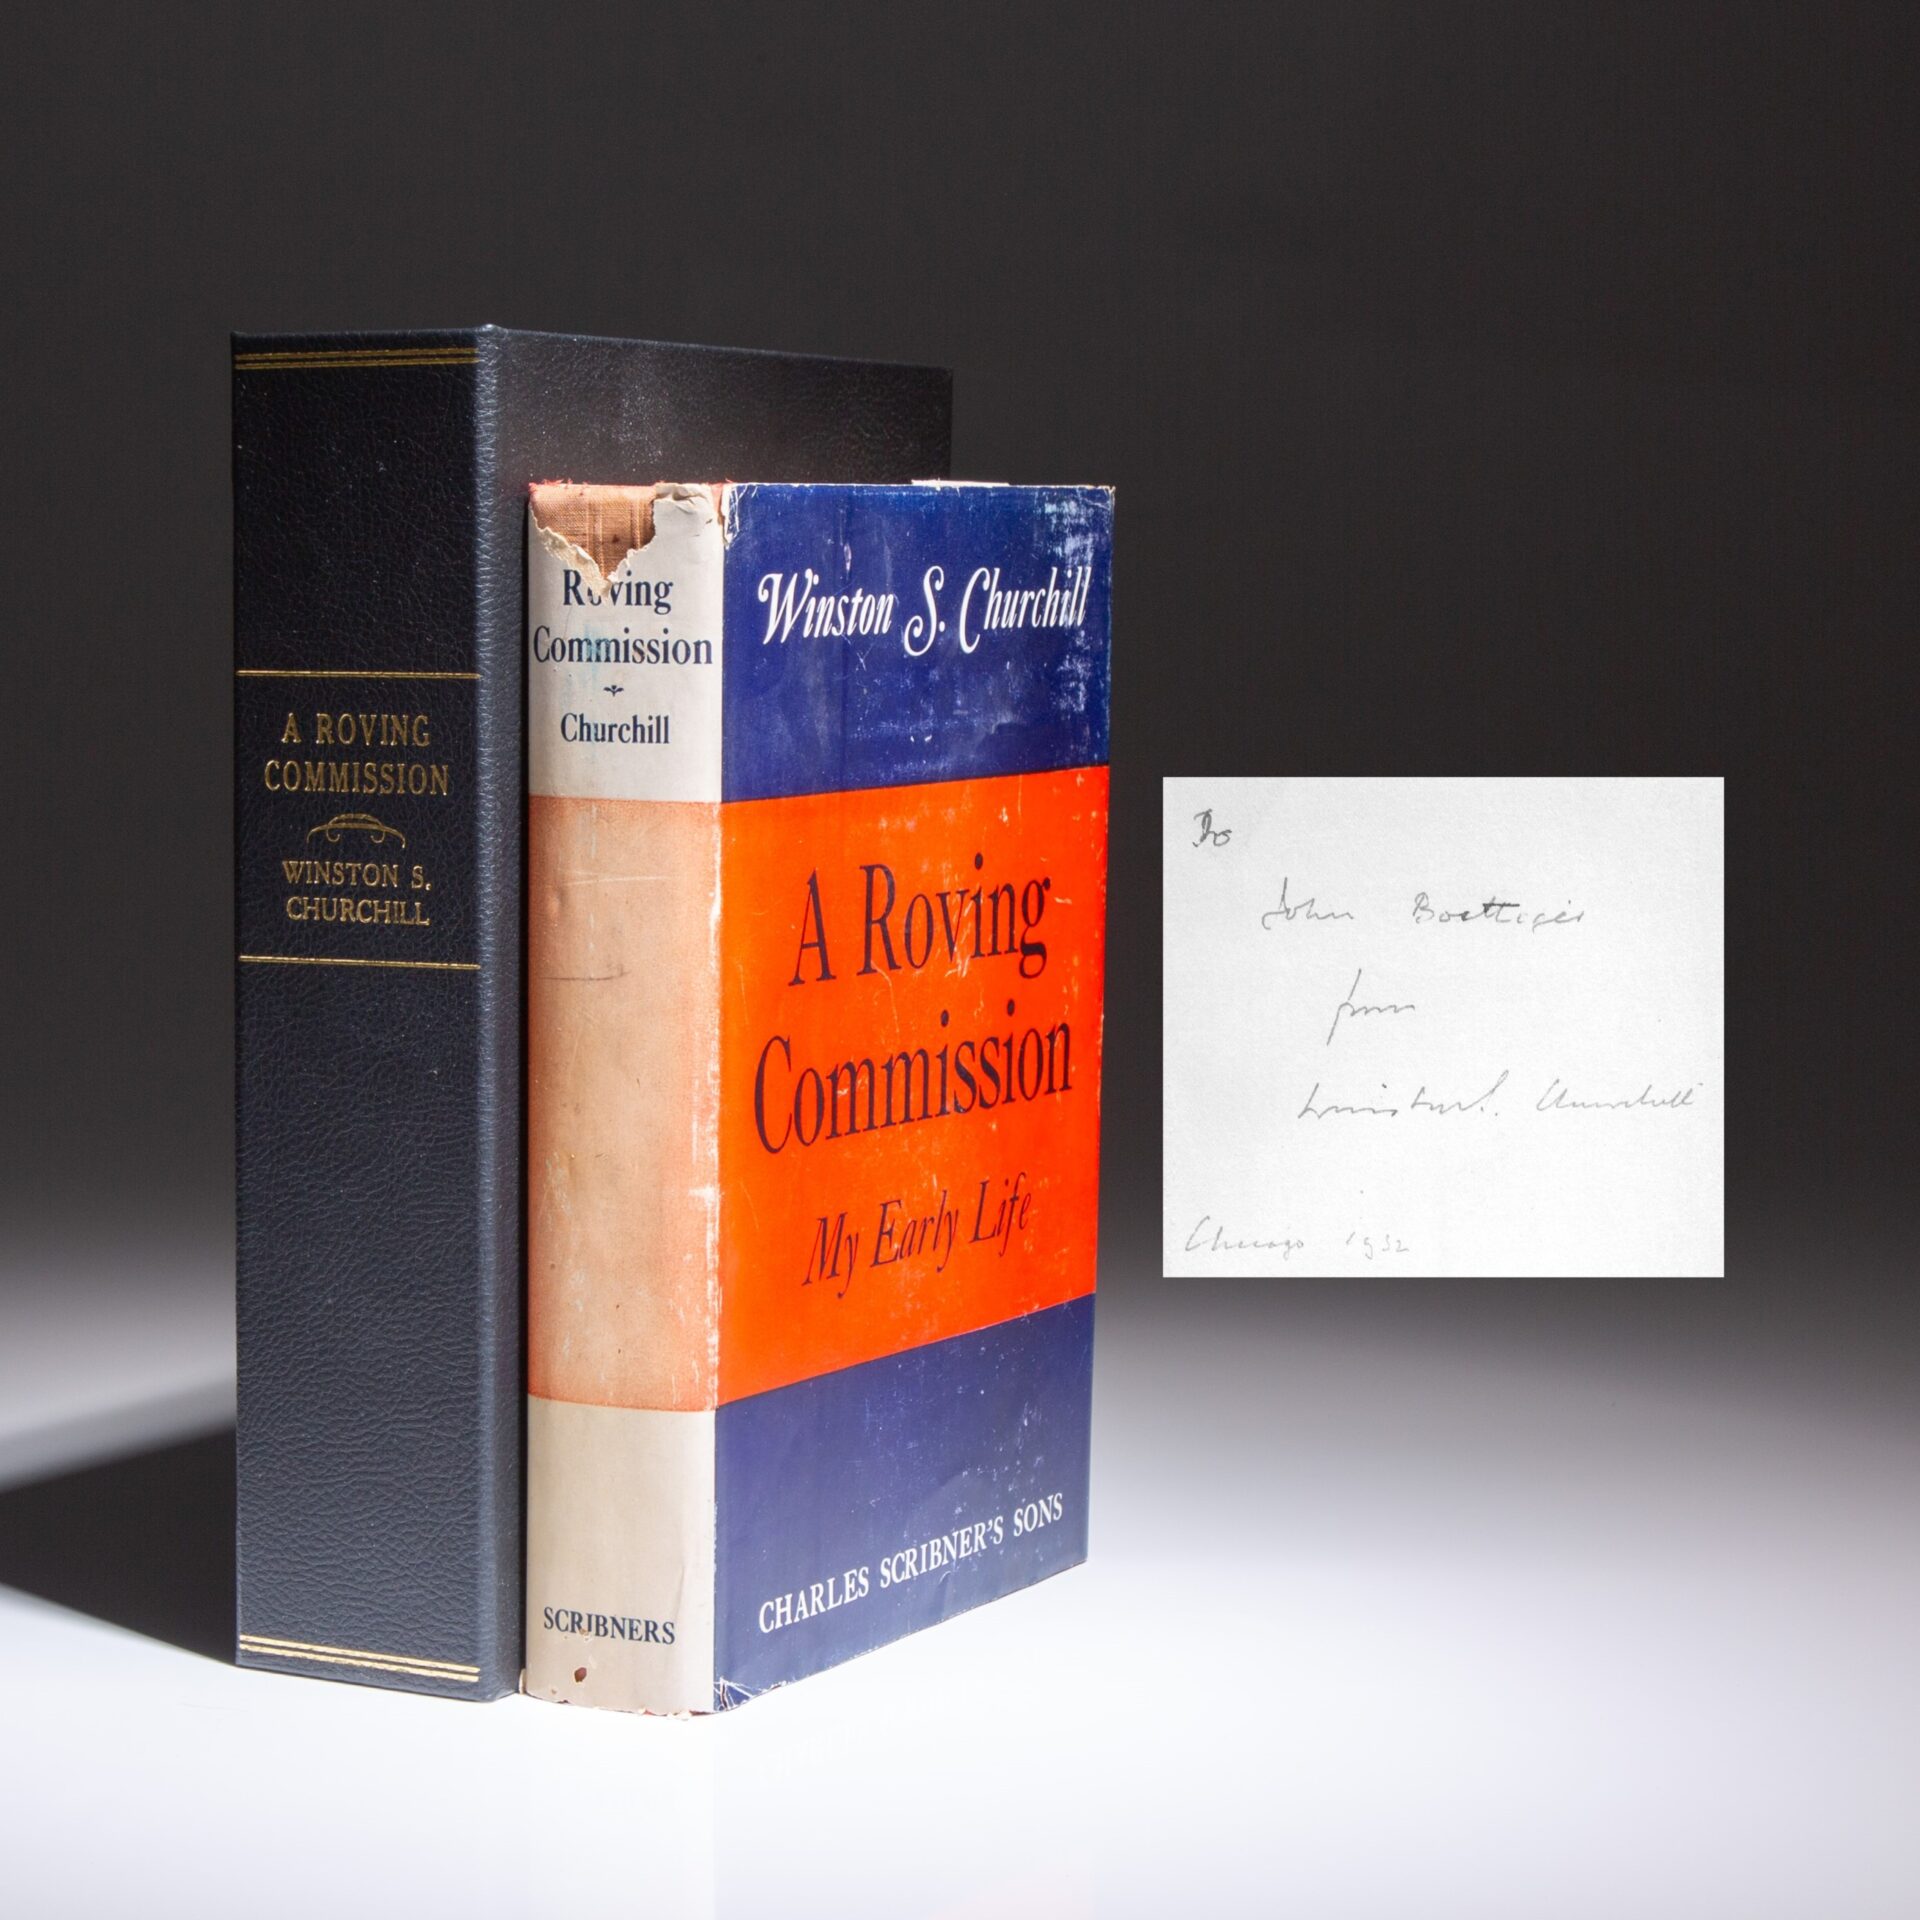 A ROVING
COMMISSION
WINSTON S.
CHURCHILL
Roving
Commission
Churchill
SCRIBNERS
Winston S. Churchill
A Roving
Commission
My Early Life
CHARLES SCRIBNER'S SONS
To
John Boettiger
from
Winston S. Churchill
Chicago 1932